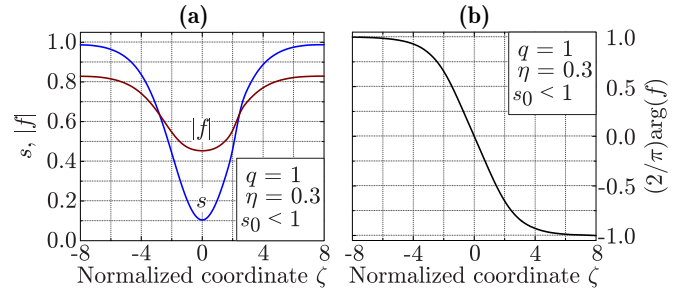 (a)
s, |f|
1.0
0.8
0.6
0.4
0.2
0.0
|f|
s
q = 1
η = 0.3
s₀ < 1
-8 -4 0 4 8
Normalized coordinate ζ
(b)
q = 1
η = 0.3
s₀ < 1
1.0
0.5
0.0
-0.5
-1.0
(2/π)arg(f)
-8 -4 0 4 8
Normalized coordinate ζ